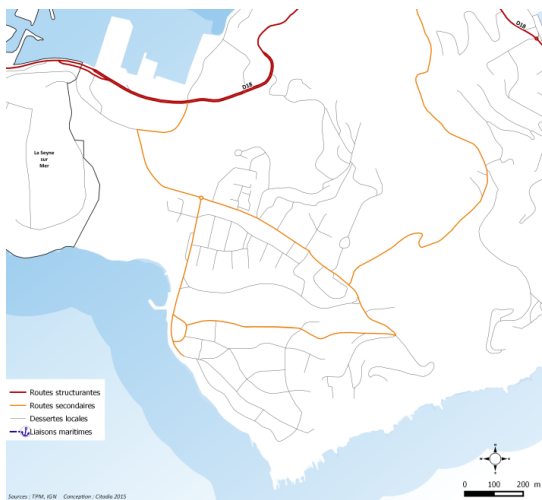 D18
D18
La Seyne
sur
Mer
Routes structurantes
Routes secondaires
Dessertes locales
Liaisons maritimes
Sources : TPM, IGN Conception : Citadia 2015
N
0 100 200 m